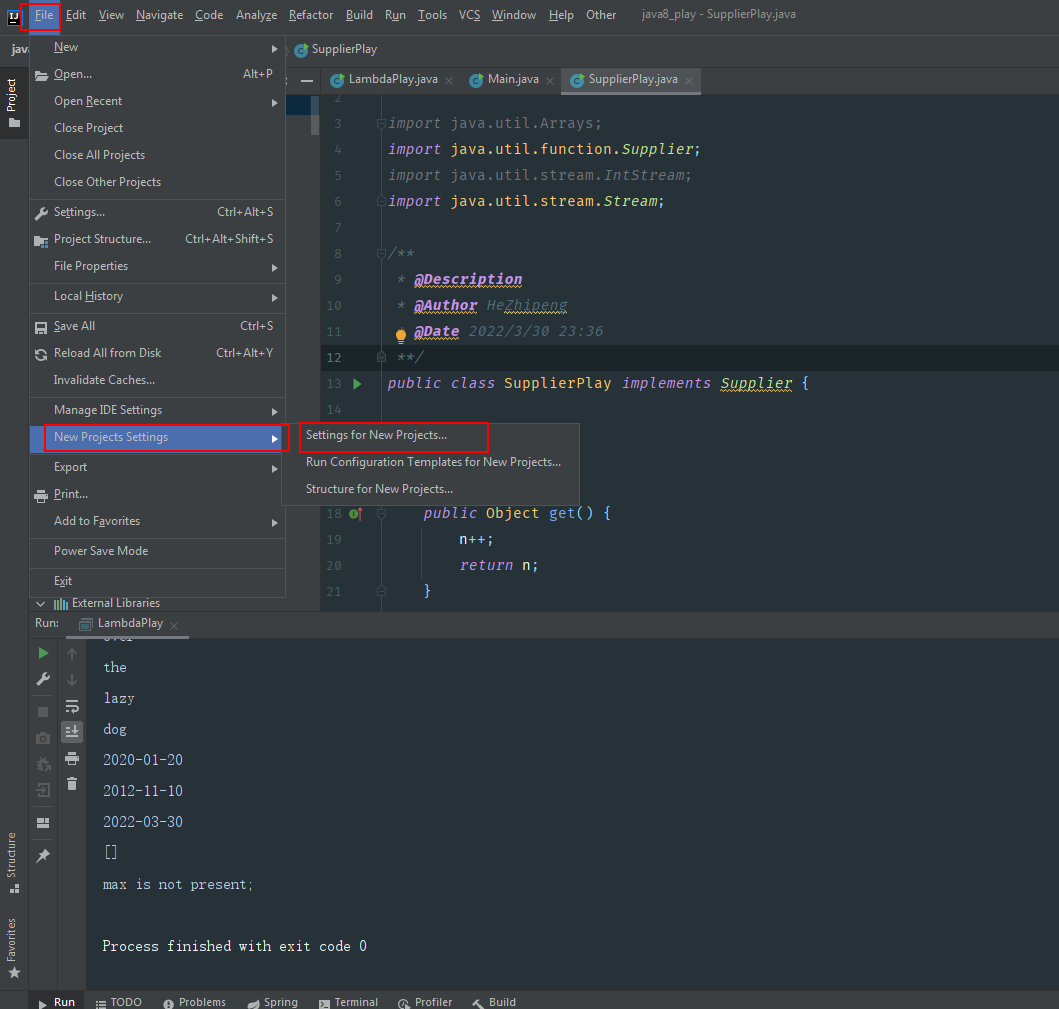 File Edit View Navigate Code Analyze Refactor Build Run Tools VCS Window Help Other java8_play - SupplierPlay.java
SupplierPlay
Project
New
Open... Alt+P
Open Recent
Close Project
Close All Projects
Close Other Projects
Settings... Ctrl+Alt+S
Project Structure... Ctrl+Alt+Shift+S
File Properties
Local History
Save All Ctrl+S
Reload All from Disk Ctrl+Alt+Y
Invalidate Caches...
Manage IDE Settings
New Projects Settings
Export
Print...
Add to Favorites
Power Save Mode
Exit
Settings for New Projects...
Run Configuration Templates for New Projects...
Structure for New Projects...
LambdaPlay.java Main.java SupplierPlay.java
2
3 import java.util.Arrays;
4 import java.util.function.Supplier;
5 import java.util.stream.IntStream;
6 import java.util.stream.Stream;
7
8 /**
9 * @Description
10 * @Author HeZhipeng
11 @Date 2022/3/30 23:36
12 **/
13 public class SupplierPlay implements Supplier {
14
18 public Object get() {
19 n++;
20 return n;
21 }
External Libraries
Run: LambdaPlay
the
lazy
dog
2020-01-20
2012-11-10
2022-03-30
[]
max is not present;
Process finished with exit code 0
Structure
Favorites
Run TODO Problems Spring Terminal Profiler Build